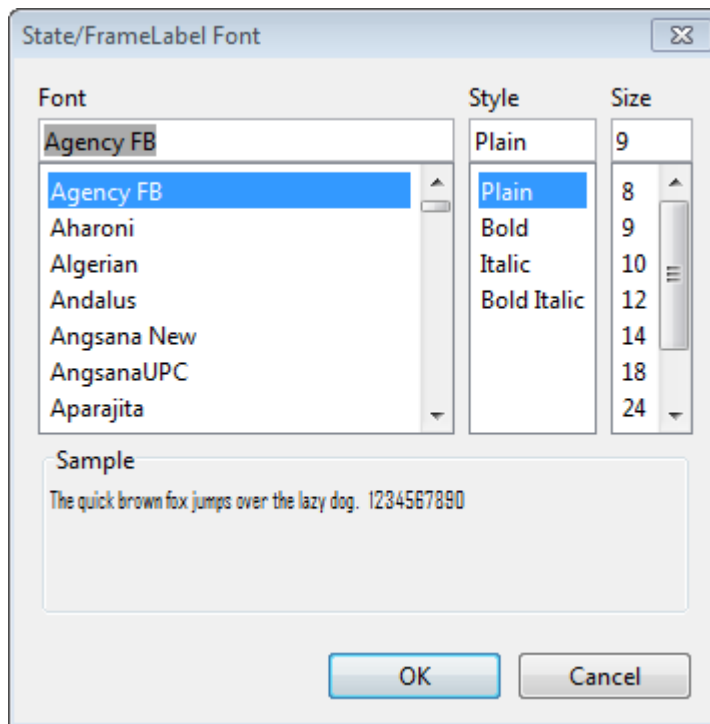 State/FrameLabel Font
Font Style Size
Agency FB Plain 9
Agency FB Plain 8
Aharoni Bold 9
Algerian Italic 10
Andalus Bold Italic 12
Angsana New 14
AngsanaUPC 18
Aparajita 24
Sample
The quick brown fox jumps over the lazy dog. 1234567890
OK Cancel